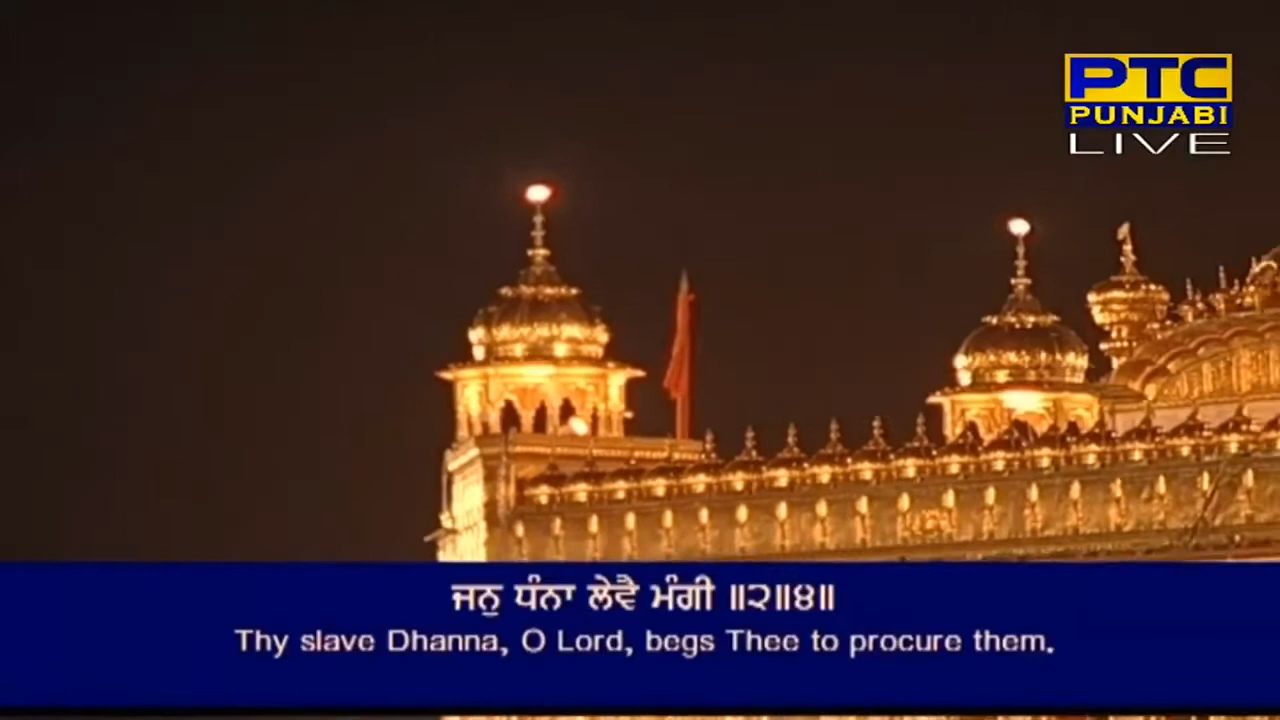 PTC
PUNJABI
LIVE
ਜਨੁ ਧੰਨਾ ਲੇਵੈ ਮੰਗੀ ॥੨॥੪॥
Thy slave Dhanna, O Lord, begs Thee to procure them.